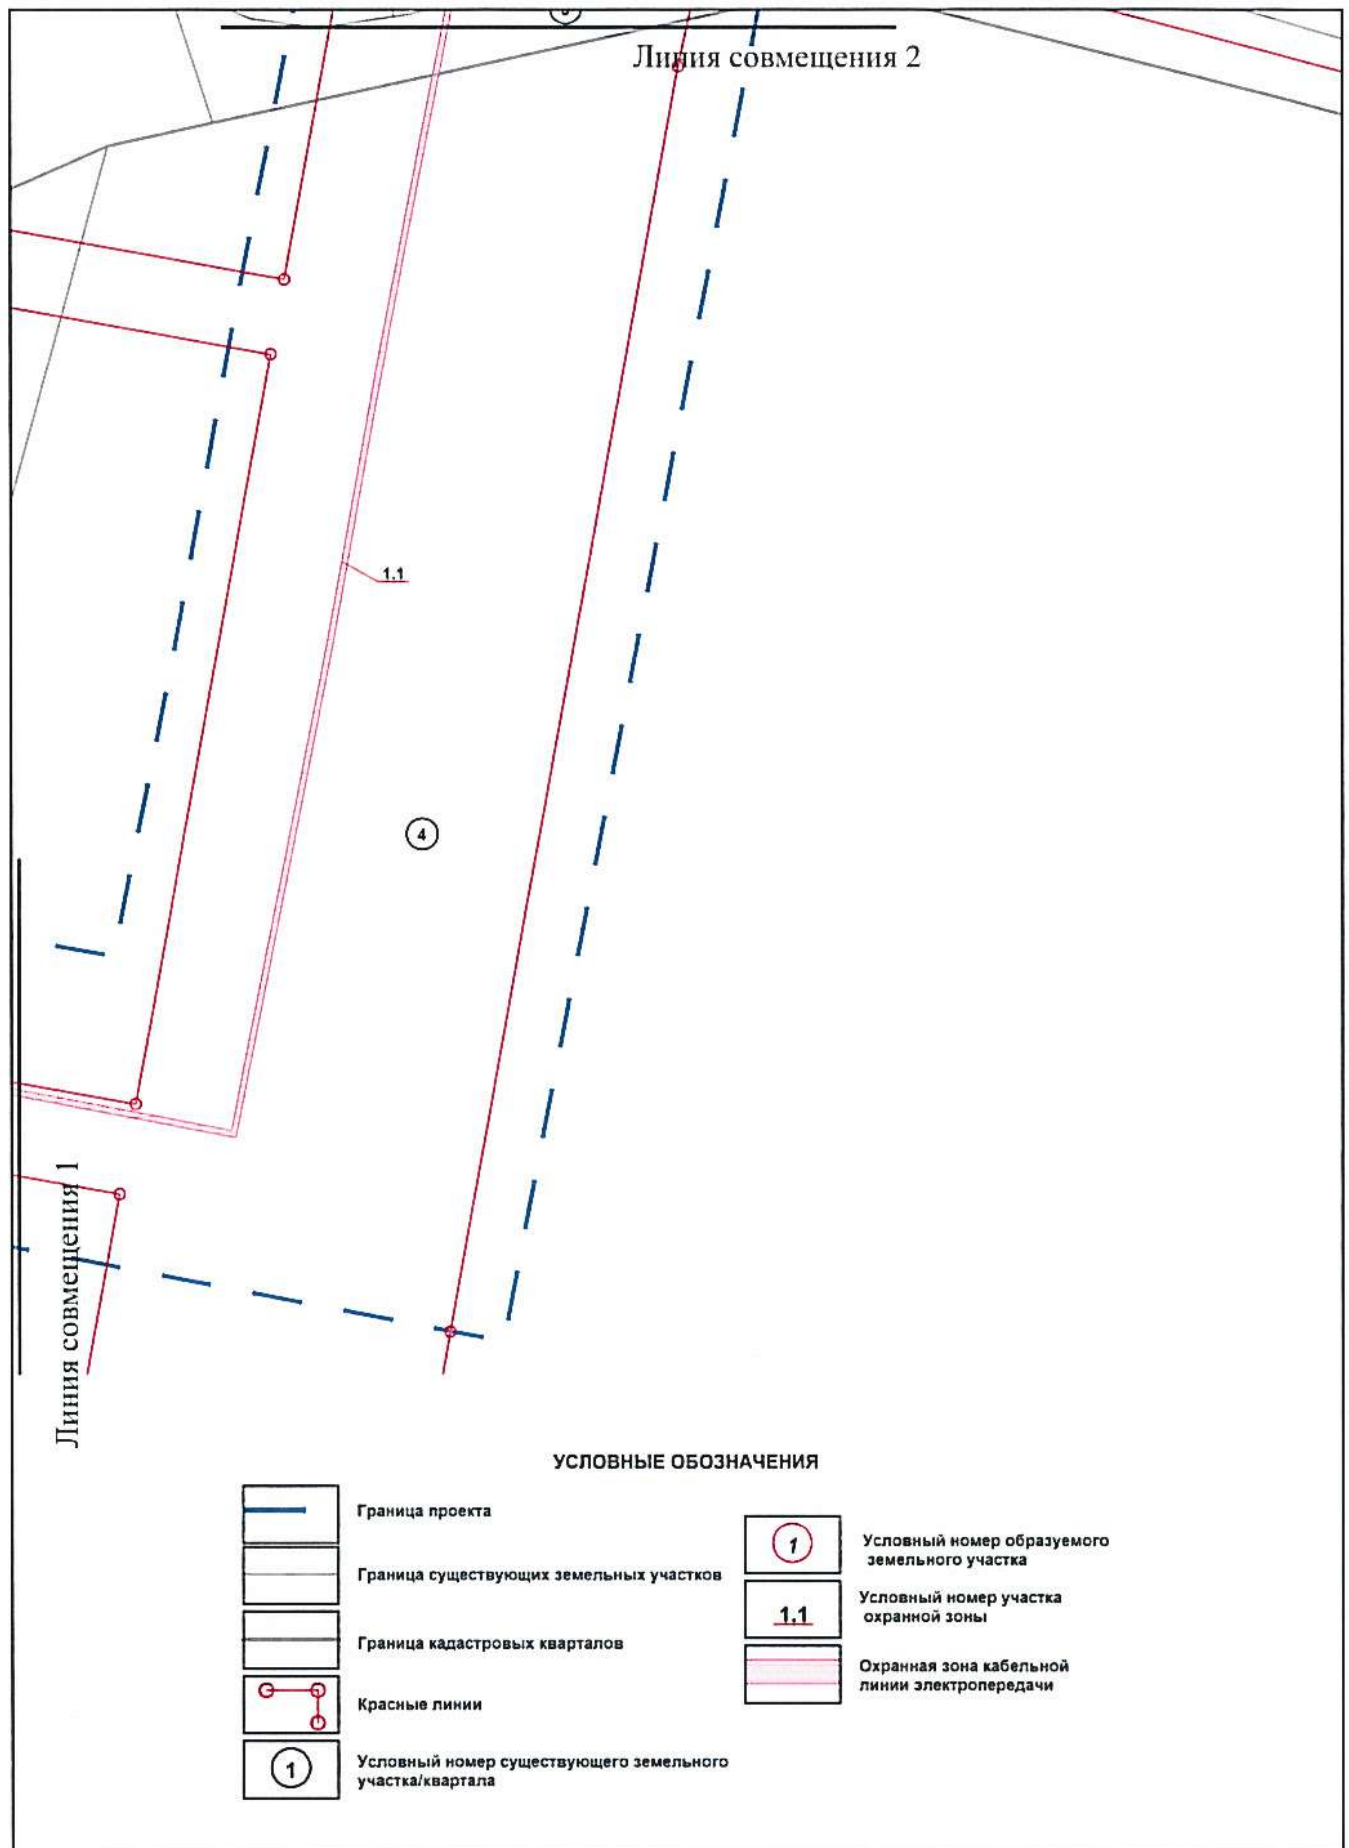 Линия совмещения 2
1.1
4
Линия совмещения 1
УСЛОВНЫЕ ОБОЗНАЧЕНИЯ
Граница проекта
Граница существующих земельных участков
Граница кадастровых кварталов
Красные линии
1
Условный номер существующего земельного
участка/квартала
1
Условный номер образуемого
земельного участка
1.1
Условный номер участка
охранной зоны
Охранная зона кабельной
линии электропередачи